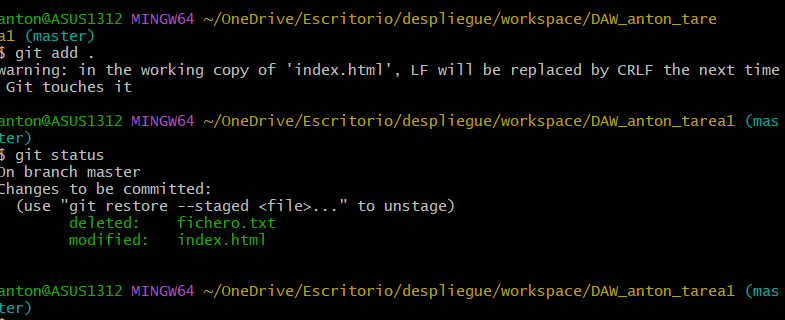 anton@ASUS1312 MINGW64 ~/OneDrive/Escritorio/despliegue/workspace/DAW_anton_tare
a1 (master)
$ git add .
warning: in the working copy of 'index.html', LF will be replaced by CRLF the next time
 Git touches it

anton@ASUS1312 MINGW64 ~/OneDrive/Escritorio/despliegue/workspace/DAW_anton_tarea1 (mas
ter)
$ git status
On branch master
Changes to be committed:
  (use "git restore --staged <file>..." to unstage)
        deleted:    fichero.txt
        modified:   index.html

anton@ASUS1312 MINGW64 ~/OneDrive/Escritorio/despliegue/workspace/DAW_anton_tarea1 (mas
ter)